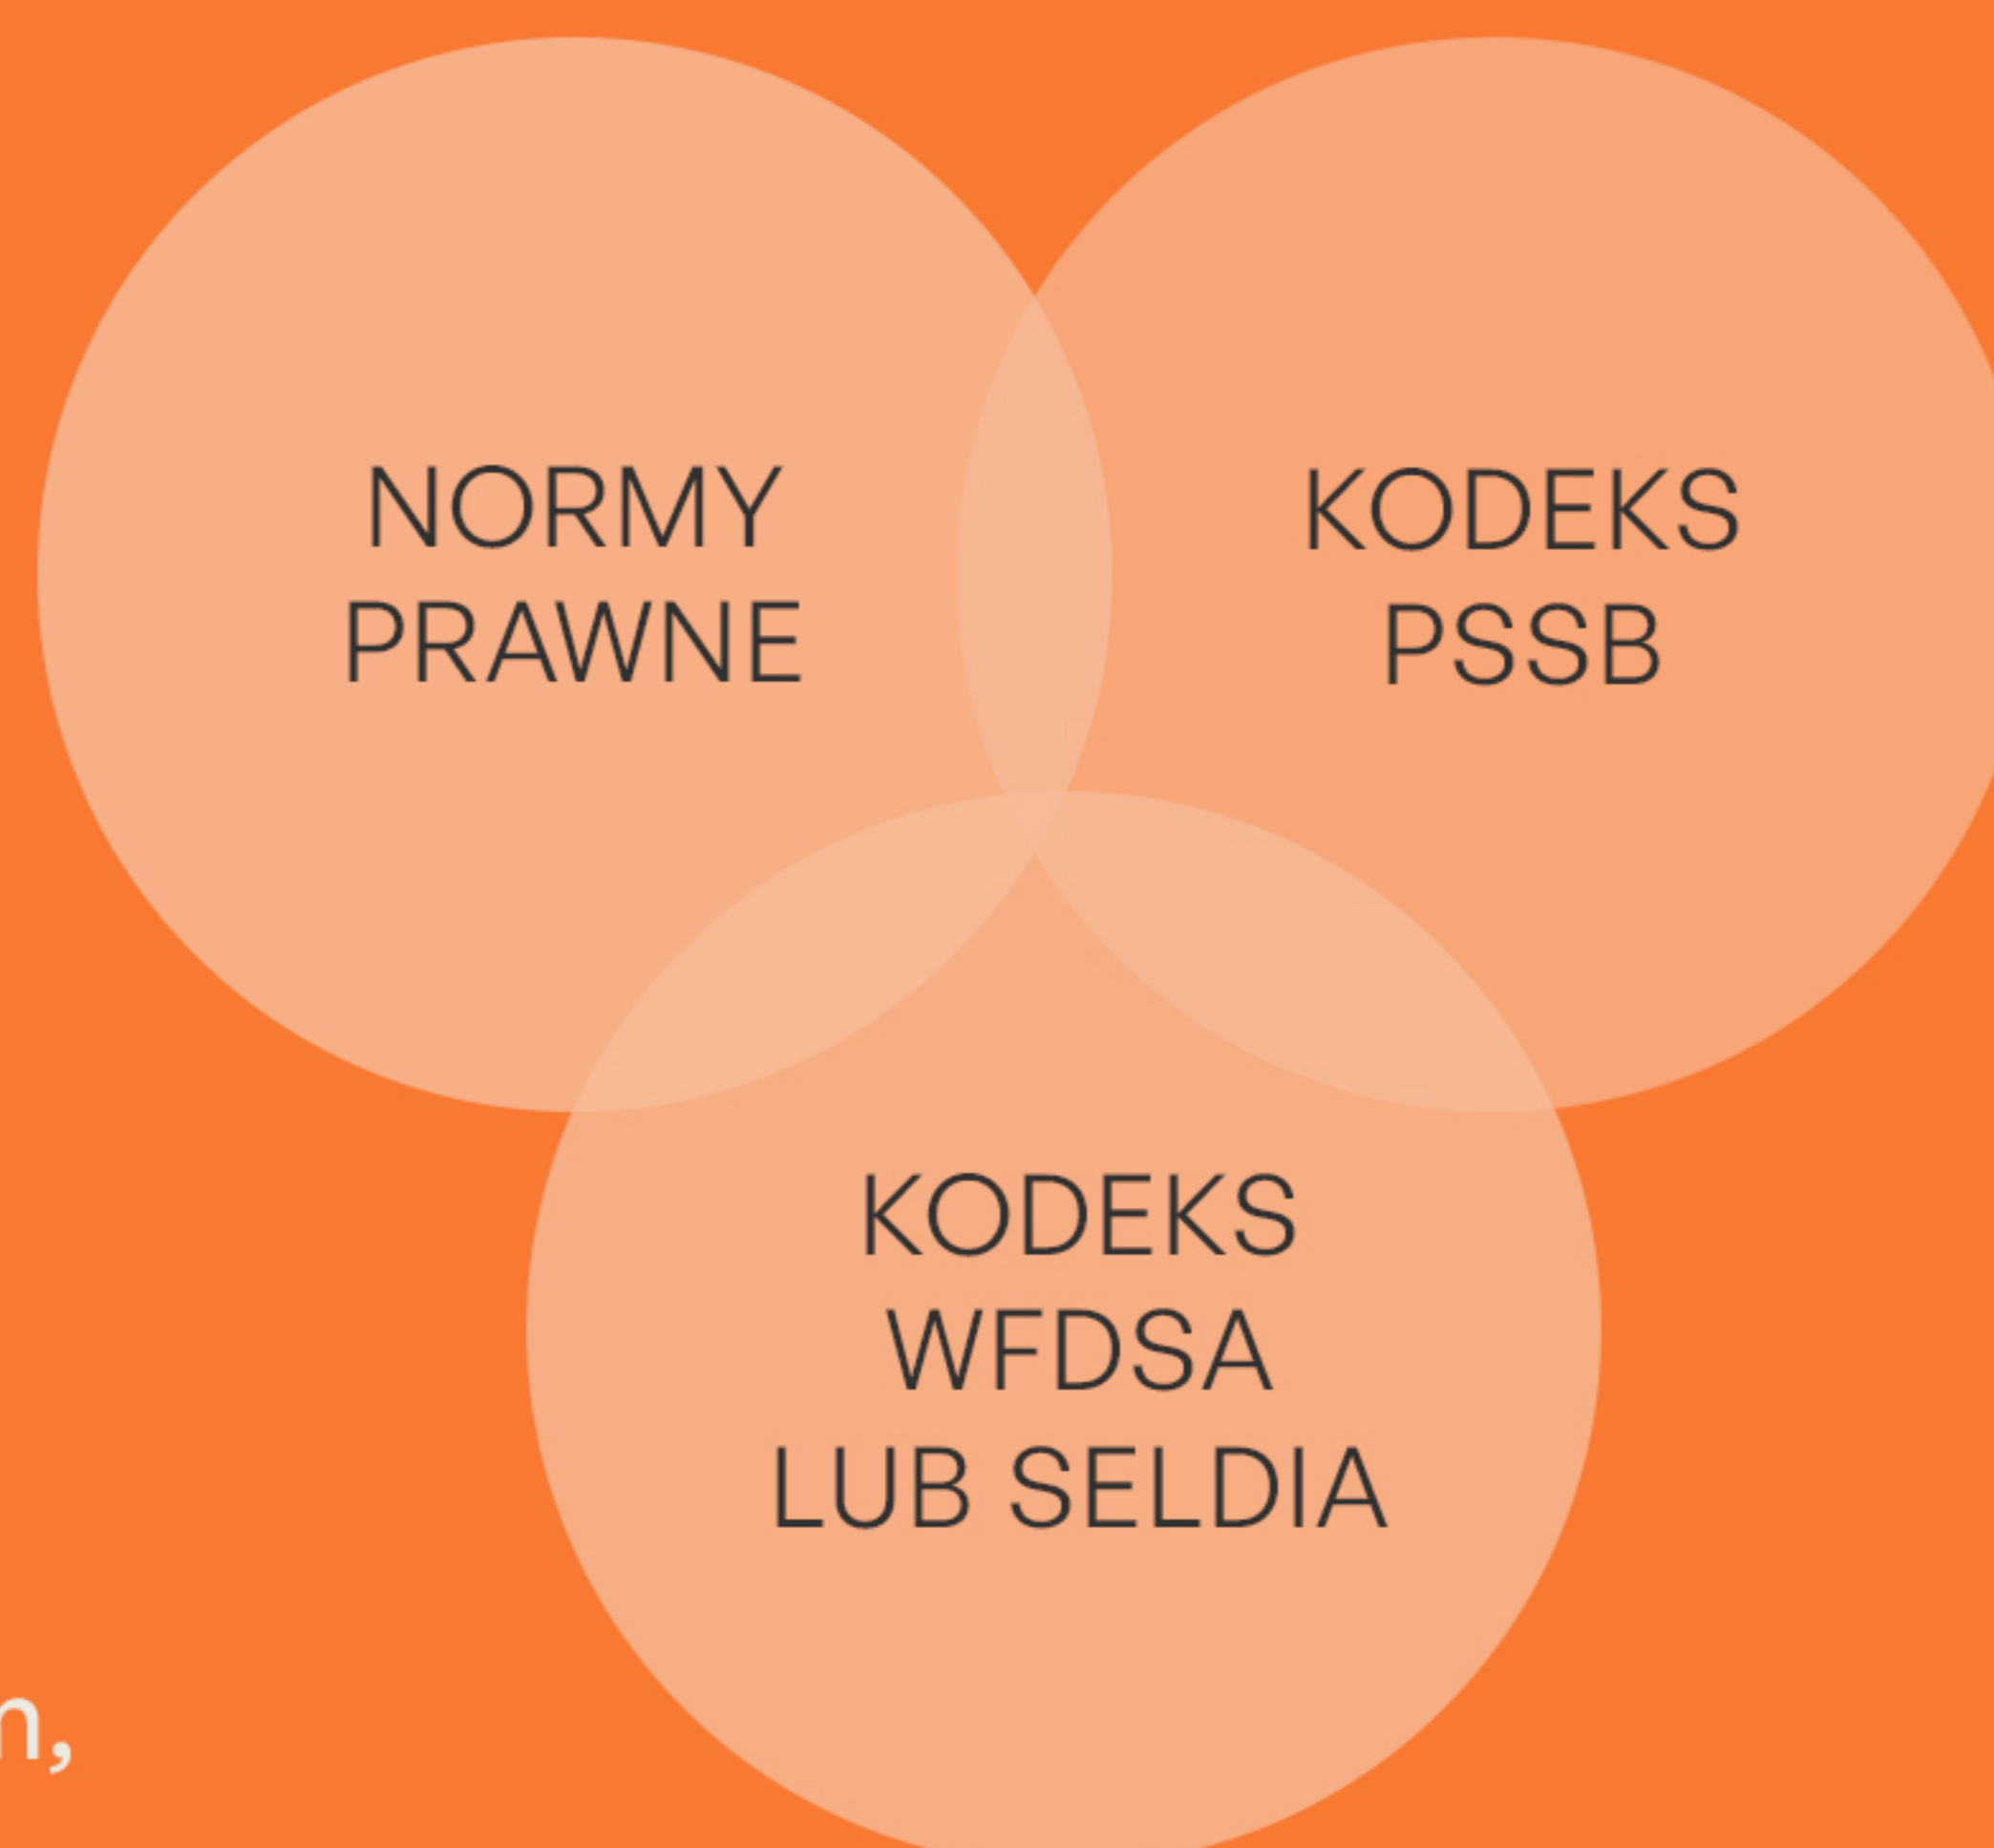 NORMY
PRAWNE
KODEKS
PSSB
KODEKS
WFDSA
LUB SELDIA
n,